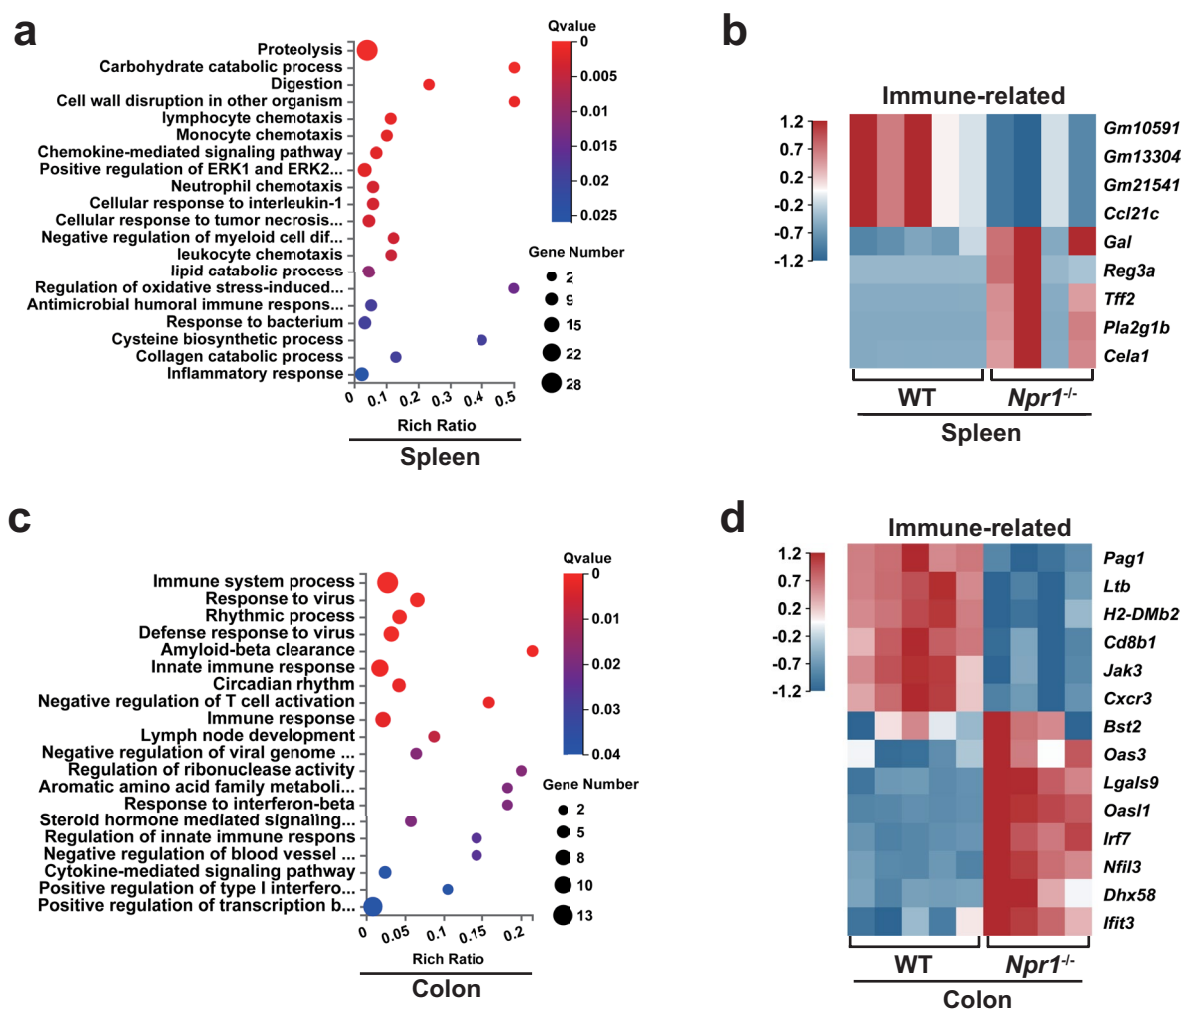 a
Qvalue
0
0.005
0.01
0.015
0.02
0.025
Proteolysis
Carbohydrate catabolic process
Digestion
Cell wall disruption in other organism
lymphocyte chemotaxis
Monocyte chemotaxis
Chemokine-mediated signaling pathway
Positive regulation of ERK1 and ERK2...
Neutrophil chemotaxis
Cellular response to interleukin-1
Cellular response to tumor necrosis...
Negative regulation of myeloid cell dif...
leukocyte chemotaxis
lipid catabolic process
Regulation of oxidative stress-induced...
Antimicrobial humoral immune respons...
Response to bacterium
Cysteine biosynthetic process
Collagen catabolic process
Inflammatory response
Gene Number
2
9
15
22
28
0 0.1 0.2 0.3 0.4 0.5
Rich Ratio
Spleen
b
Immune-related
1.2
0.7
0.2
-0.2
-0.7
-1.2
Gm10591
Gm13304
Gm21541
Ccl21c
Gal
Reg3a
Tff2
Pla2g1b
Cela1
WT Npr1-/-
Spleen
c
Qvalue
0
0.01
0.02
0.03
0.04
Immune system process
Response to virus
Rhythmic process
Defense response to virus
Amyloid-beta clearance
Innate immune response
Circadian rhythm
Negative regulation of T cell activation
Immune response
Lymph node development
Negative regulation of viral genome ...
Regulation of ribonuclease activity
Aromatic amino acid family metaboli...
Response to interferon-beta
Steroid hormone mediated signaling...
Regulation of innate immune respons
Negative regulation of blood vessel ...
Cytokine-mediated signaling pathway
Positive regulation of type I interfero...
Positive regulation of transcription b...
Gene Number
2
5
8
10
13
0 0.05 0.1 0.15 0.2
Rich Ratio
Colon
d
Immune-related
1.2
0.7
0.2
-0.2
-0.7
-1.2
Pag1
Ltb
H2-DMb2
Cd8b1
Jak3
Cxcr3
Bst2
Oas3
Lgals9
Oasl1
Irf7
Nfil3
Dhx58
Ifit3
WT Npr1-/-
Colon